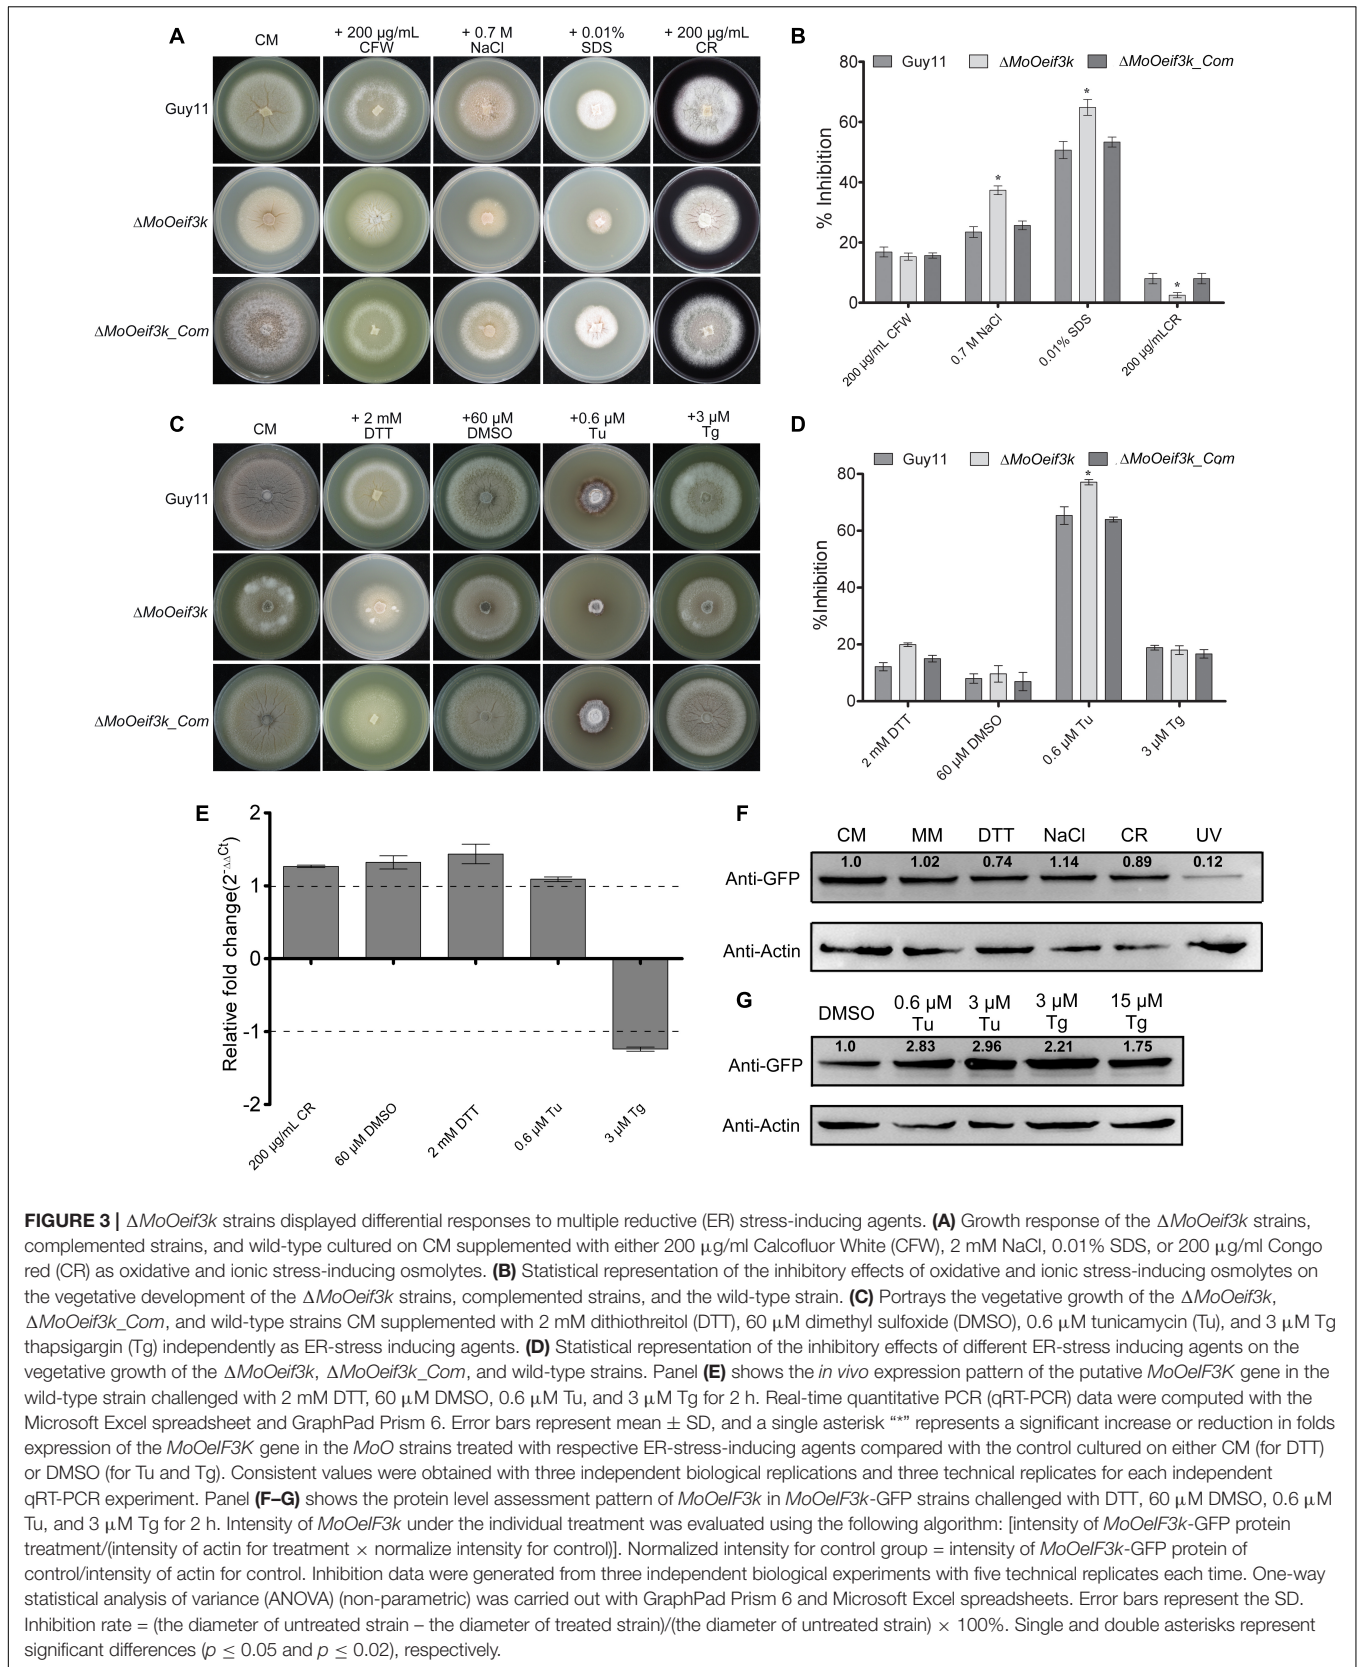 A
CM
+ 200 µg/mL
CFW
+ 0.7 M
NaCl
+ 0.01%
SDS
+ 200 µg/mL
CR
Guy11
ΔMoOeif3k
ΔMoOeif3k_Com
B
Guy11 ΔMoOeif3k ΔMoOeif3k_Com
% Inhibition
80
60
40
20
0
*
*
*
200 µg/mL CFW
0.7 M NaCl
0.01% SDS
200 µg/mLCR
C
CM
+ 2 mM
DTT
+60 µM
DMSO
+0.6 µM
Tu
+3 µM
Tg
Guy11
ΔMoOeif3k
ΔMoOeif3k_Com
D
Guy11 ΔMoOeif3k ΔMoOeif3k_Com
%Inhibition
80
60
40
20
0
*
2 mM DTT
60 µM DMSO
0.6 µM Tu
3 µM Tg
E
Relative fold change(2-ΔΔCt)
2
1
0
-1
-2
200 µg/mL CR
60 µM DMSO
2 mM DTT
0.6 µM Tu
3 µM Tg
F
CM MM DTT NaCl CR UV
1.0 1.02 0.74 1.14 0.89 0.12
Anti-GFP
Anti-Actin
G
DMSO
0.6 µM
Tu
3 µM
Tu
3 µM
Tg
15 µM
Tg
1.0 2.83 2.96 2.21 1.75
Anti-GFP
Anti-Actin
FIGURE 3 | ΔMoOeif3k strains displayed differential responses to multiple reductive (ER) stress-inducing agents. (A) Growth response of the ΔMoOeif3k strains,
complemented strains, and wild-type cultured on CM supplemented with either 200 µg/ml Calcofluor White (CFW), 2 mM NaCl, 0.01% SDS, or 200 µg/ml Congo
red (CR) as oxidative and ionic stress-inducing osmolytes. (B) Statistical representation of the inhibitory effects of oxidative and ionic stress-inducing osmolytes on
the vegetative development of the ΔMoOeif3k strains, complemented strains, and the wild-type strain. (C) Portrays the vegetative growth of the ΔMoOeif3k,
ΔMoOeif3k_Com, and wild-type strains CM supplemented with 2 mM dithiothreitol (DTT), 60 µM dimethyl sulfoxide (DMSO), 0.6 µM tunicamycin (Tu), and 3 µM Tg
thapsigargin (Tg) independently as ER-stress inducing agents. (D) Statistical representation of the inhibitory effects of different ER-stress inducing agents on the
vegetative growth of the ΔMoOeif3k, ΔMoOeif3k_Com, and wild-type strains. Panel (E) shows the in vivo expression pattern of the putative MoOeIF3K gene in the
wild-type strain challenged with 2 mM DTT, 60 µM DMSO, 0.6 µM Tu, and 3 µM Tg for 2 h. Real-time quantitative PCR (qRT-PCR) data were computed with the
Microsoft Excel spreadsheet and GraphPad Prism 6. Error bars represent mean ± SD, and a single asterisk “*” represents a significant increase or reduction in folds
expression of the MoOeIF3K gene in the MoO strains treated with respective ER-stress-inducing agents compared with the control cultured on either CM (for DTT)
or DMSO (for Tu and Tg). Consistent values were obtained with three independent biological replications and three technical replicates for each independent
qRT-PCR experiment. Panel (F–G) shows the protein level assessment pattern of MoOeIF3k in MoOeIF3k-GFP strains challenged with DTT, 60 µM DMSO, 0.6 µM
Tu, and 3 µM Tg for 2 h. Intensity of MoOeIF3k under the individual treatment was evaluated using the following algorithm: [intensity of MoOeIF3k-GFP protein
treatment/(intensity of actin for treatment × normalize intensity for control)]. Normalized intensity for control group = intensity of MoOeIF3k-GFP protein of
control/intensity of actin for control. Inhibition data were generated from three independent biological experiments with five technical replicates each time. One-way
statistical analysis of variance (ANOVA) (non-parametric) was carried out with GraphPad Prism 6 and Microsoft Excel spreadsheets. Error bars represent the SD.
Inhibition rate = (the diameter of untreated strain – the diameter of treated strain)/(the diameter of untreated strain) × 100%. Single and double asterisks represent
significant differences (p ≤ 0.05 and p ≤ 0.02), respectively.